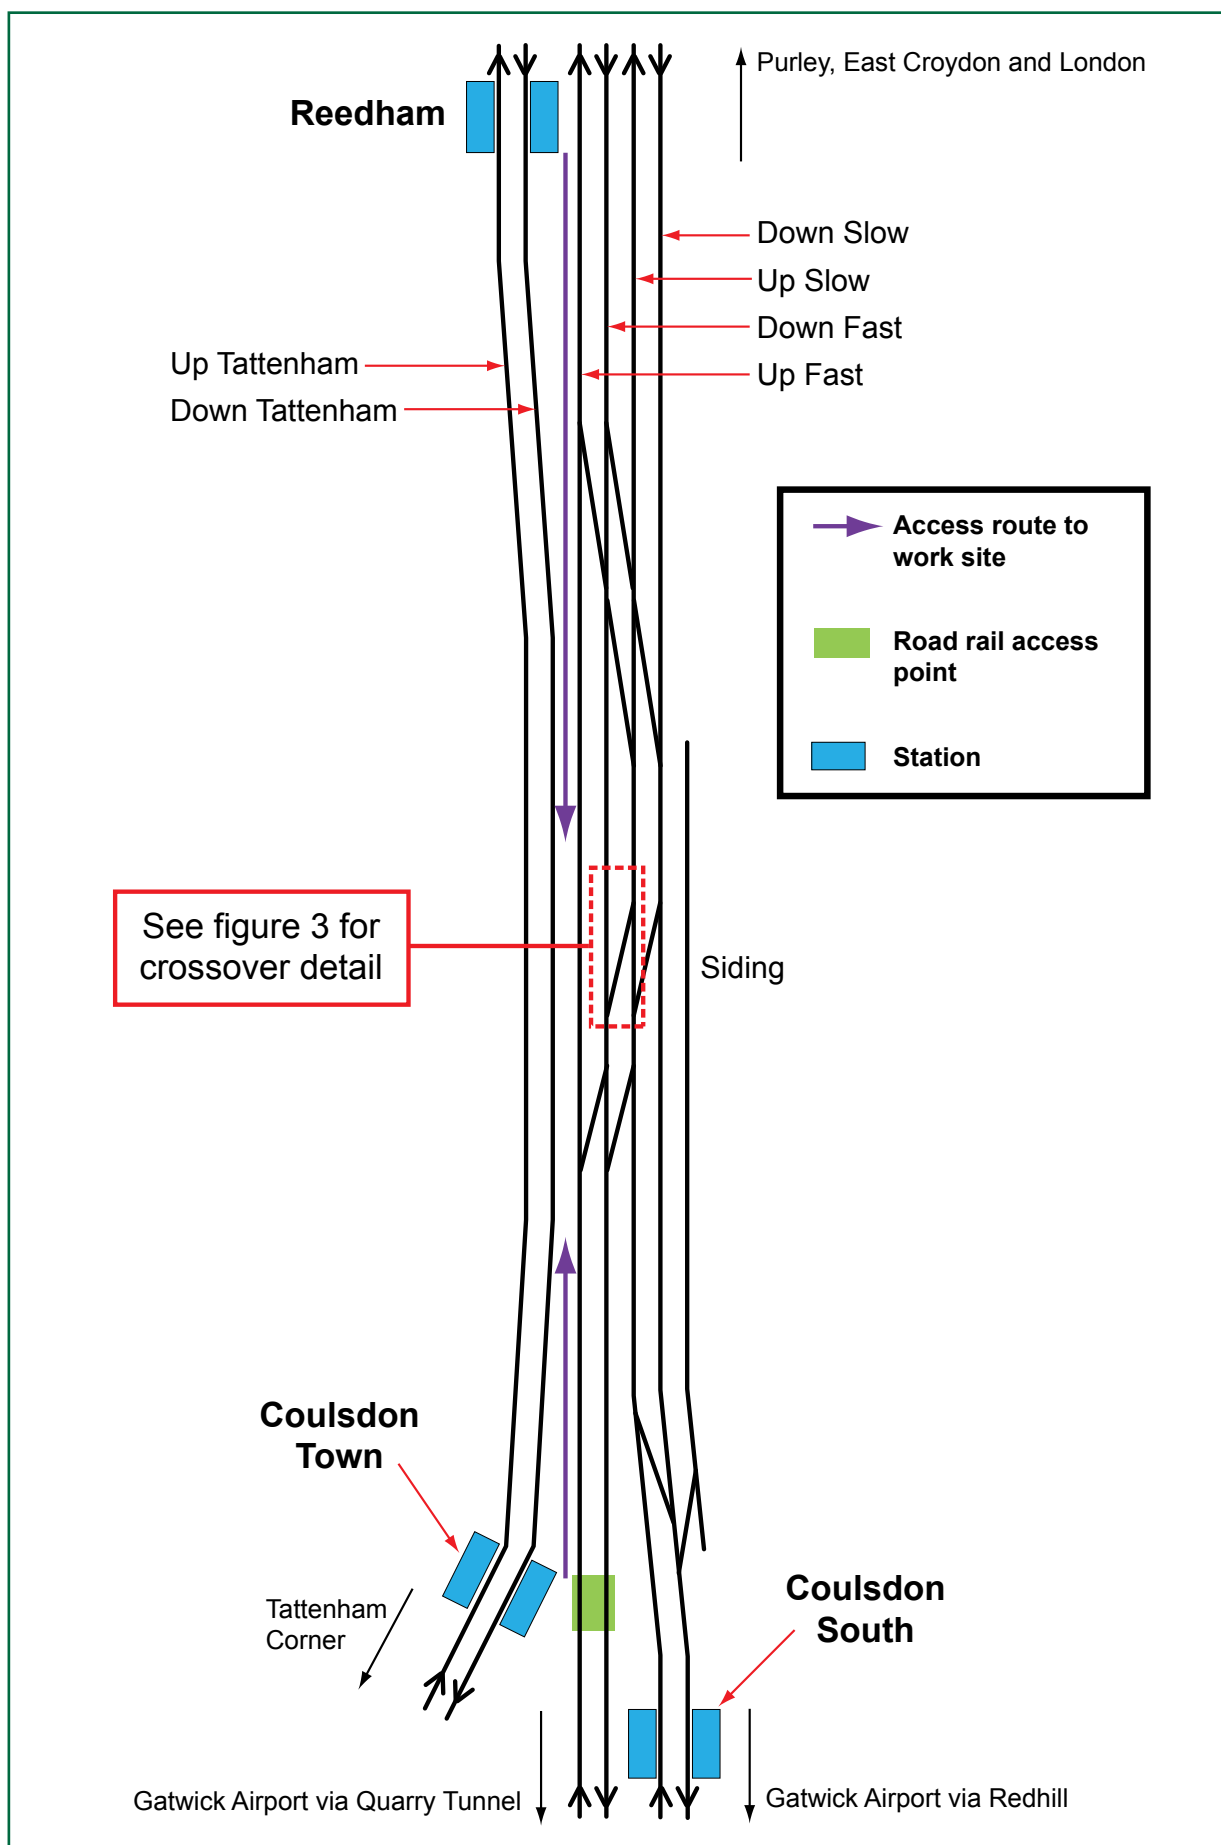 Purley, East Croydon and London
Reedham
Down Slow
Up Slow
Down Fast
Up Fast
Up Tattenham
Down Tattenham
Access route to
work site
Road rail access
point
Station
See figure 3 for
crossover detail
Siding
Coulsdon
Town
Tattenham
Corner
Coulsdon
South
Gatwick Airport via Quarry Tunnel
Gatwick Airport via Redhill